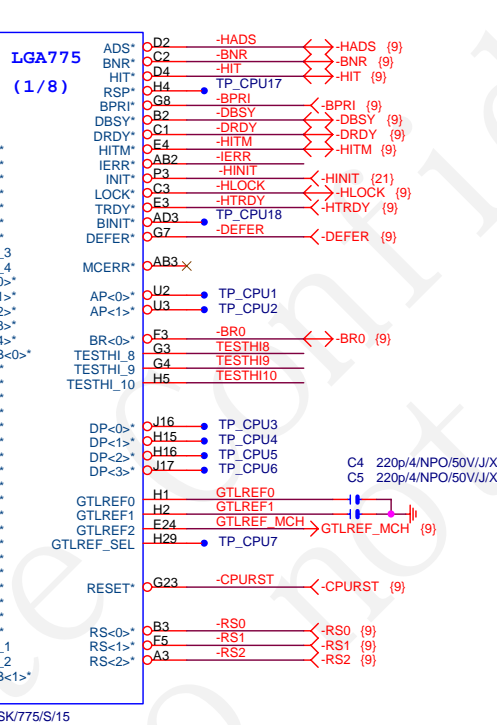 LGA775
(1/8)
ADS* D2 -HADS -HADS {9}
BNR* C2 -BNR -BNR {9}
HIT* D4 -HIT -HIT {9}
RSP* H4 TP_CPU17
BPRI* G8 -BPRI -BPRI {9}
DBSY* B2 -DBSY -DBSY {9}
DRDY* C1 -DRDY -DRDY {9}
HITM* E4 -HITM -HITM {9}
IERR* AB2 -IERR
INIT* P3 -HINIT -HINIT {21}
LOCK* C3 -HLOCK -HLOCK {9}
TRDY* E3 -HTRDY -HTRDY {9}
BINIT* AD3 TP_CPU18
DEFER* G7 -DEFER -DEFER {9}
_3
_4
MCERR* AB3
AP<0>* U2 TP_CPU1
AP<1>* U3 TP_CPU2
BR<0>* F3 -BR0 -BR0 {9}
TESTHI_8 G3 TESTHI8
TESTHI_9 G4 TESTHI9
TESTHI_10 H5 TESTHI10
DP<0>* J16 TP_CPU3
DP<1>* H15 TP_CPU4
DP<2>* H16 TP_CPU5
DP<3>* J17 TP_CPU6
C4 220p/4/NPO/50V/J/X
C5 220p/4/NPO/50V/J/X
GTLREF0 H1 GTLREF0
GTLREF1 H2 GTLREF1
GTLREF2 E24 GTLREF_MCH GTLREF_MCH {9}
GTLREF_SEL H29 TP_CPU7
RESET* G23 -CPURST -CPURST {9}
RS<0>* B3 -RS0 -RS0 {9}
RS<1>* F5 -RS1 -RS1 {9}
RS<2>* A3 -RS2 -RS2 {9}
_1
_2
<1>*
SK/775/S/15